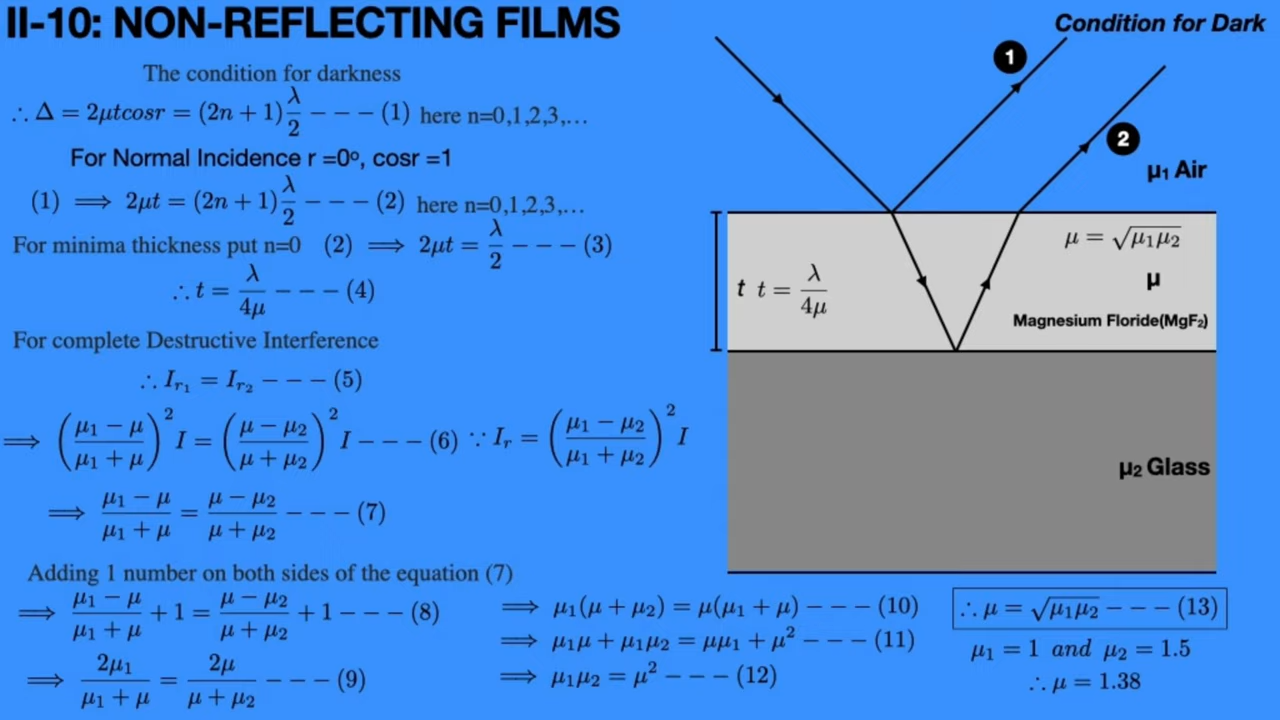 II-10: NON-REFLECTING FILMS
The condition for darkness
∴ Δ = 2μtcosr = (2n + 1)λ/2 − − − (1) here n=0,1,2,3,…
For Normal Incidence r =0º, cosr =1
(1) ⟹ 2μt = (2n + 1)λ/2 − − − (2) here n=0,1,2,3,…
For minima thickness put n=0 (2) ⟹ 2μt = λ/2 − − − (3)
∴ t = λ/4μ − − − (4)
For complete Destructive Interference
∴ Iᵣ₁ = Iᵣ₂ − − − (5)
⟹ ((μ₁ − μ)/(μ₁ + μ))² I = ((μ − μ₂)/(μ + μ₂))² I − − − (6) ∵ Iᵣ = ((μ₁ − μ₂)/(μ₁ + μ₂))² I
⟹ (μ₁ − μ)/(μ₁ + μ) = (μ − μ₂)/(μ + μ₂) − − − (7)
Adding 1 number on both sides of the equation (7)
⟹ (μ₁ − μ)/(μ₁ + μ) + 1 = (μ − μ₂)/(μ + μ₂) + 1 − − − (8)
⟹ 2μ₁/(μ₁ + μ) = 2μ/(μ + μ₂) − − − (9)
⟹ μ₁(μ + μ₂) = μ(μ₁ + μ) − − − (10)
⟹ μ₁μ + μ₁μ₂ = μμ₁ + μ² − − − (11)
⟹ μ₁μ₂ = μ² − − − (12)
∴ μ = √μ₁μ₂ − − − (13)
μ₁ = 1 and μ₂ = 1.5
∴ μ = 1.38
Condition for Dark
1
2
μ₁ Air
μ = √μ₁μ₂
t t = λ/4μ
μ
Magnesium Floride(MgF₂)
μ₂ Glass